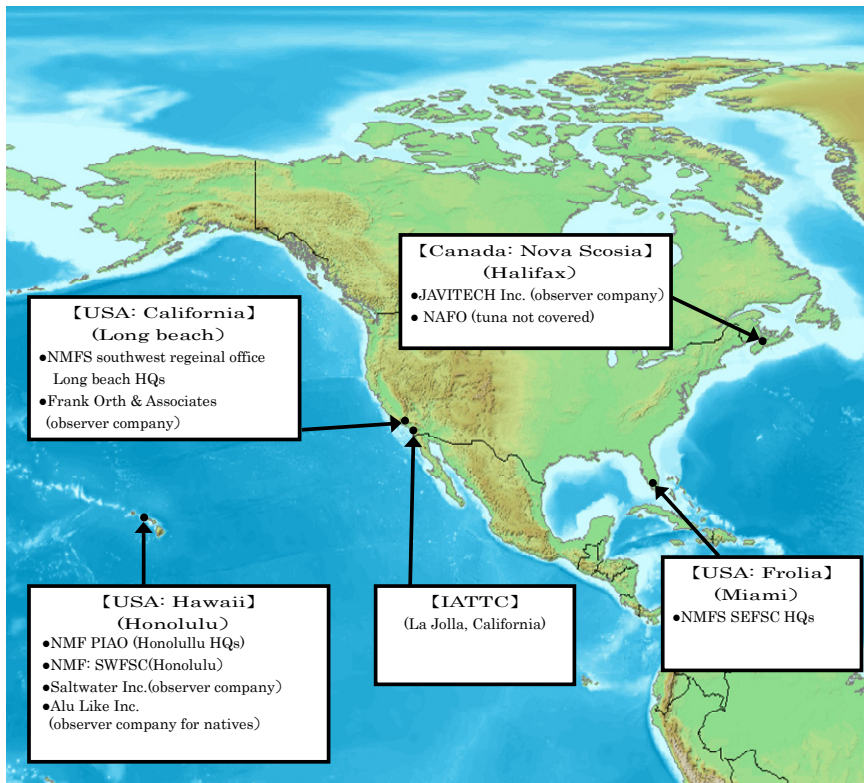 【Canada: Nova Scosia】
(Halifax)
●JAVITECH Inc. (observer company)
● NAFO (tuna not covered)
【USA: California】
(Long beach)
●NMFS southwest regeinal office
Long beach HQs
●Frank Orth & Associates
(observer company)
【USA: Hawaii】
(Honolulu)
●NMF PIAO (Honolullu HQs)
●NMF: SWFSC(Honolulu)
●Saltwater Inc.(observer company)
●Alu Like Inc.
(observer company for natives)
【IATTC】
(La Jolla, California)
【USA: Frolia】
(Miami)
●NMFS SEFSC HQs